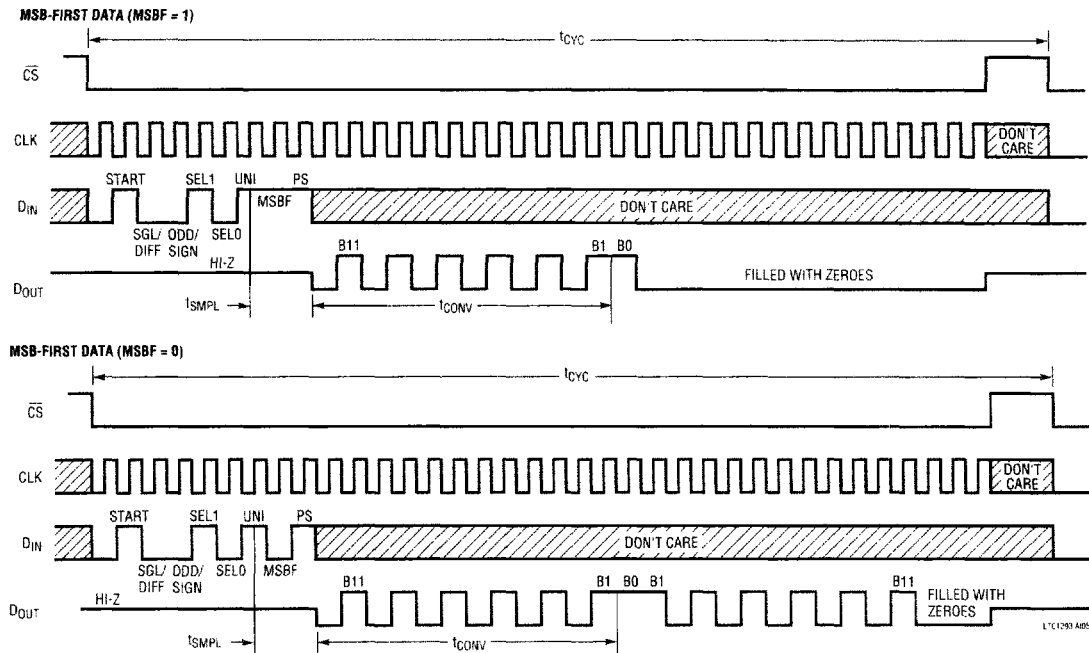 MSB-FIRST DATA (MSBF = 1)
tCYC
CS
CLK
DON'T
CARE
START
SEL1
UNI
PS
DIN
MSBF
DON'T CARE
SGL/
DIFF
ODD/
SIGN
SEL0
HI-Z
B11
B1
B0
DOUT
FILLED WITH ZEROES
tSMPL
tCONV
MSB-FIRST DATA (MSBF = 0)
tCYC
CS
CLK
DON'T
CARE
START
SEL1
UNI
PS
DIN
DON'T CARE
SGL/
DIFF
ODD/
SIGN
SEL0
MSBF
HI-Z
B11
B1
B0
B1
B11
FILLED WITH
ZEROES
DOUT
tSMPL
tCONV
LTC1293 AI05